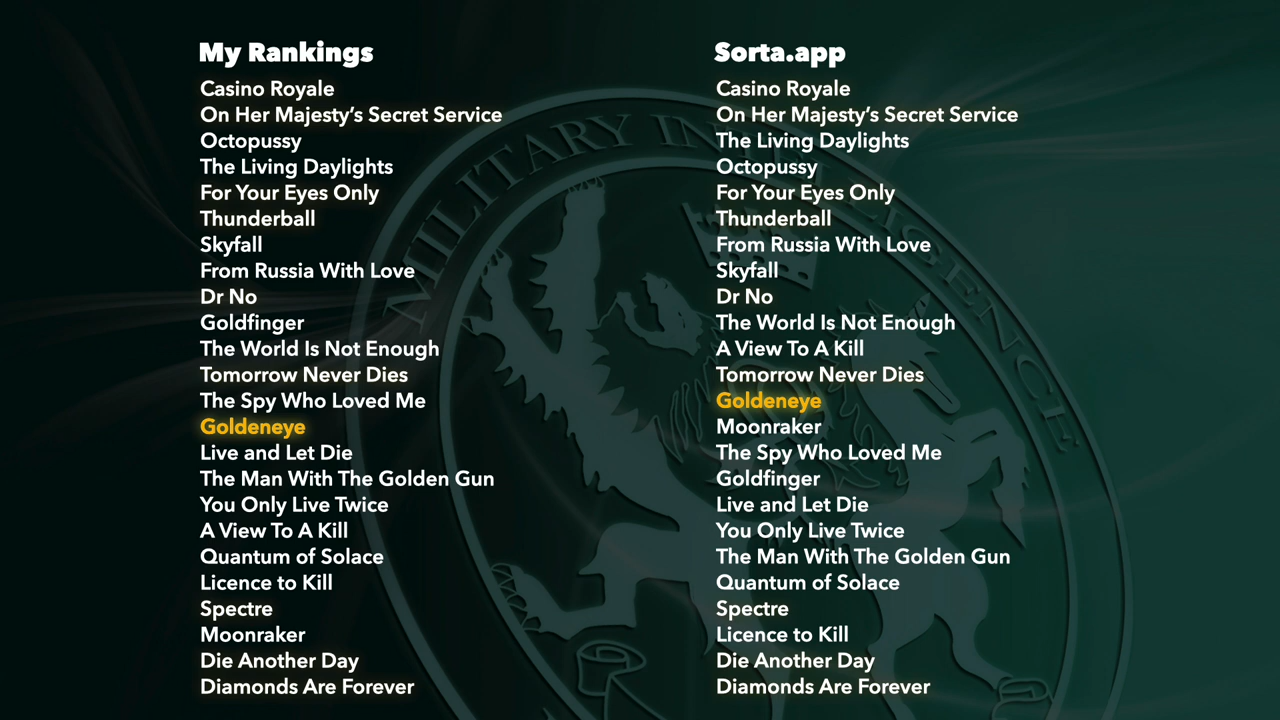 My Rankings
Casino Royale
On Her Majesty’s Secret Service
Octopussy
The Living Daylights
For Your Eyes Only
Thunderball
Skyfall
From Russia With Love
Dr No
Goldfinger
The World Is Not Enough
Tomorrow Never Dies
The Spy Who Loved Me
Goldeneye
Live and Let Die
The Man With The Golden Gun
You Only Live Twice
A View To A Kill
Quantum of Solace
Licence to Kill
Spectre
Moonraker
Die Another Day
Diamonds Are Forever
Sorta.app
Casino Royale
On Her Majesty’s Secret Service
The Living Daylights
Octopussy
For Your Eyes Only
Thunderball
From Russia With Love
Skyfall
Dr No
The World Is Not Enough
A View To A Kill
Tomorrow Never Dies
Goldeneye
Moonraker
The Spy Who Loved Me
Goldfinger
Live and Let Die
You Only Live Twice
The Man With The Golden Gun
Quantum of Solace
Spectre
Licence to Kill
Die Another Day
Diamonds Are Forever
MILITARY